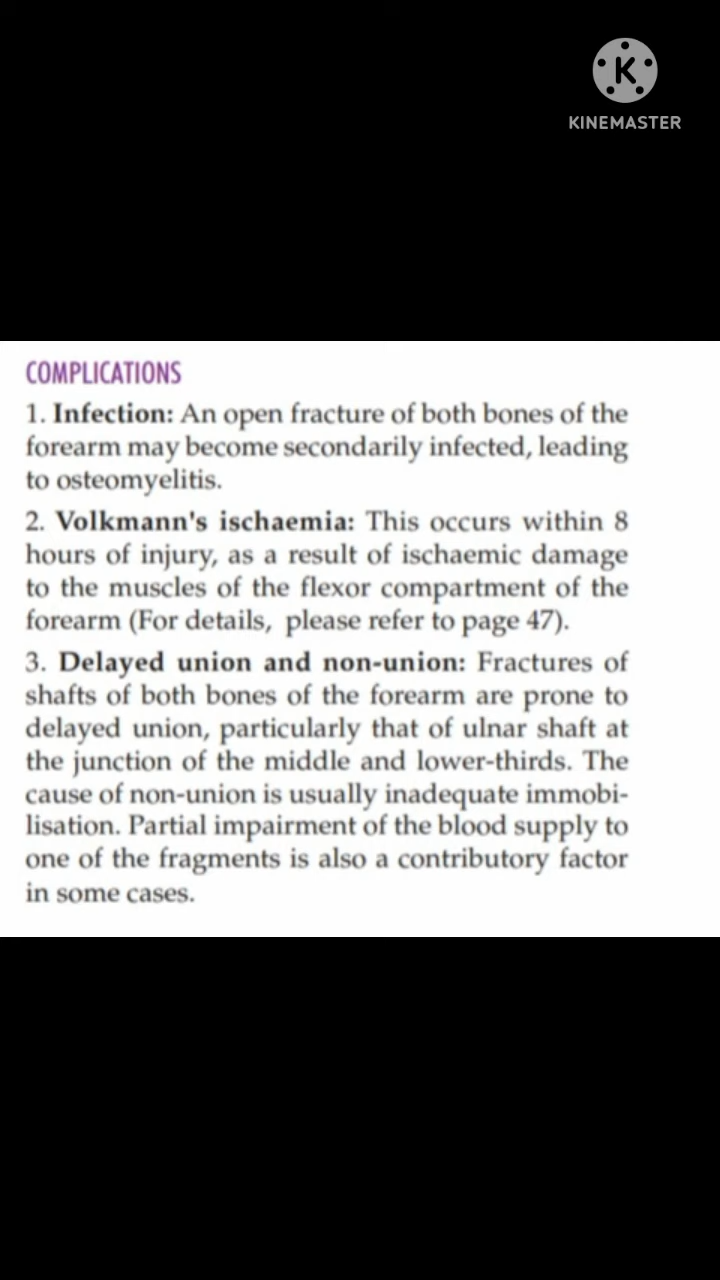 K
KINEMASTER
COMPLICATIONS
1. Infection: An open fracture of both bones of the
forearm may become secondarily infected, leading
to osteomyelitis.
2. Volkmann's ischaemia: This occurs within 8
hours of injury, as a result of ischaemic damage
to the muscles of the flexor compartment of the
forearm (For details, please refer to page 47).
3. Delayed union and non-union: Fractures of
shafts of both bones of the forearm are prone to
delayed union, particularly that of ulnar shaft at
the junction of the middle and lower-thirds. The
cause of non-union is usually inadequate immobi-
lisation. Partial impairment of the blood supply to
one of the fragments is also a contributory factor
in some cases.